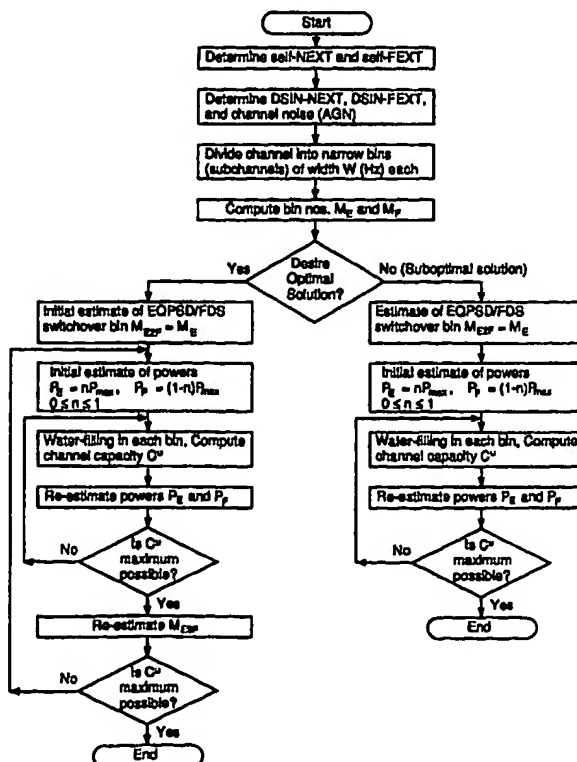 Start
Determine self-NEXT and self-FEXT
Determine DSIN-NEXT, DSIN-FEXT,
and channel noise (AGN)
Divide channel into narrow bins
(subchannels) of width W (Hz) each
Compute bin nos. M_E and M_F
Desire
Optimal
Solution?
Yes
No (Suboptimal solution)
Initial estimate of EQPSD/FDS
switchover bin M_E2F = M_E
Initial estimate of powers
P_E = nP_max, P_F = (1-n)P_max
0 ≤ n ≤ 1
Water-filling in each bin, Compute
channel capacity C^u
Re-estimate powers P_E and P_F
Is C^u
maximum
possible?
No
Yes
Re-estimate M_E2F
Is C^u
maximum
possible?
No
Yes
End
Estimate of EQPSD/FDS
switchover bin M_E2F = M_E
Initial estimate of powers
P_E = nP_max, P_F = (1-n)P_max
0 ≤ n ≤ 1
Water-filling in each bin, Compute
channel capacity C^u
Re-estimate powers P_E and P_F
Is C^u
maximum
possible?
No
Yes
End